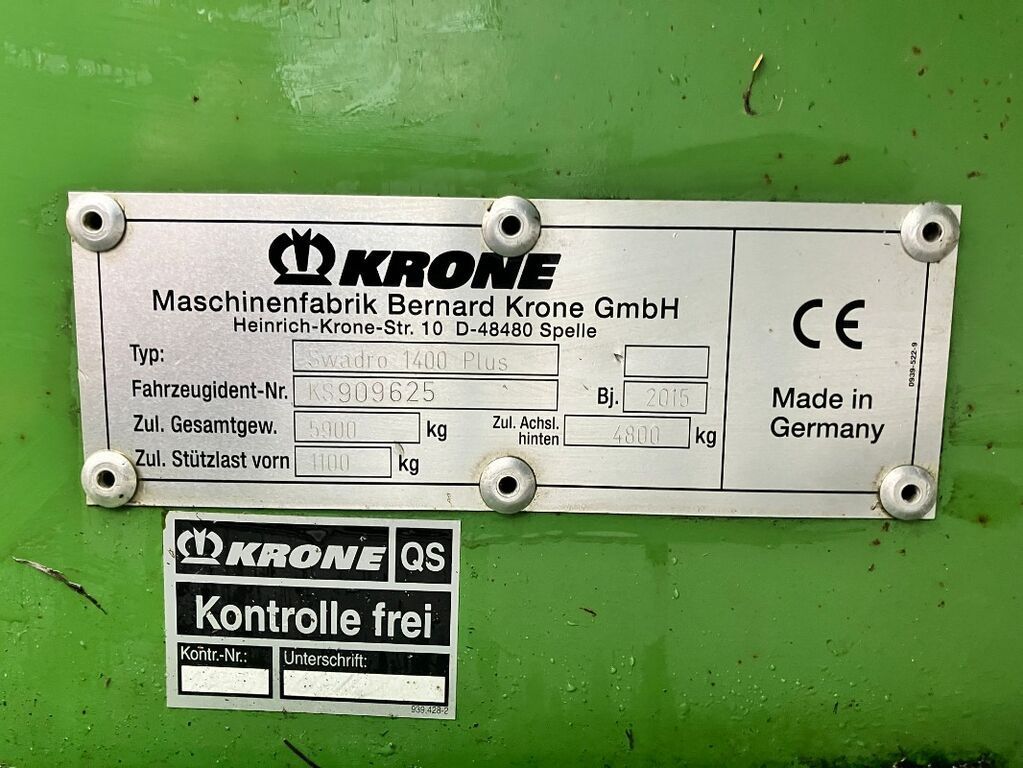 KRONE
Maschinenfabrik Bernard Krone GmbH
Heinrich-Krone-Str. 10 D-48480 Spelle
Typ: Swadro 1400 Plus
Fahrzeugident-Nr. KS909625 Bj. 2015
Zul. Gesamtgew. 5900 kg Zul. Achsl. hinten 4800 kg
Zul. Stützlast vorn 1100 kg
CE
Made in
Germany
0939-522-9
KRONE QS
Kontrolle frei
Kontr.-Nr.: Unterschrift:
939.428-2